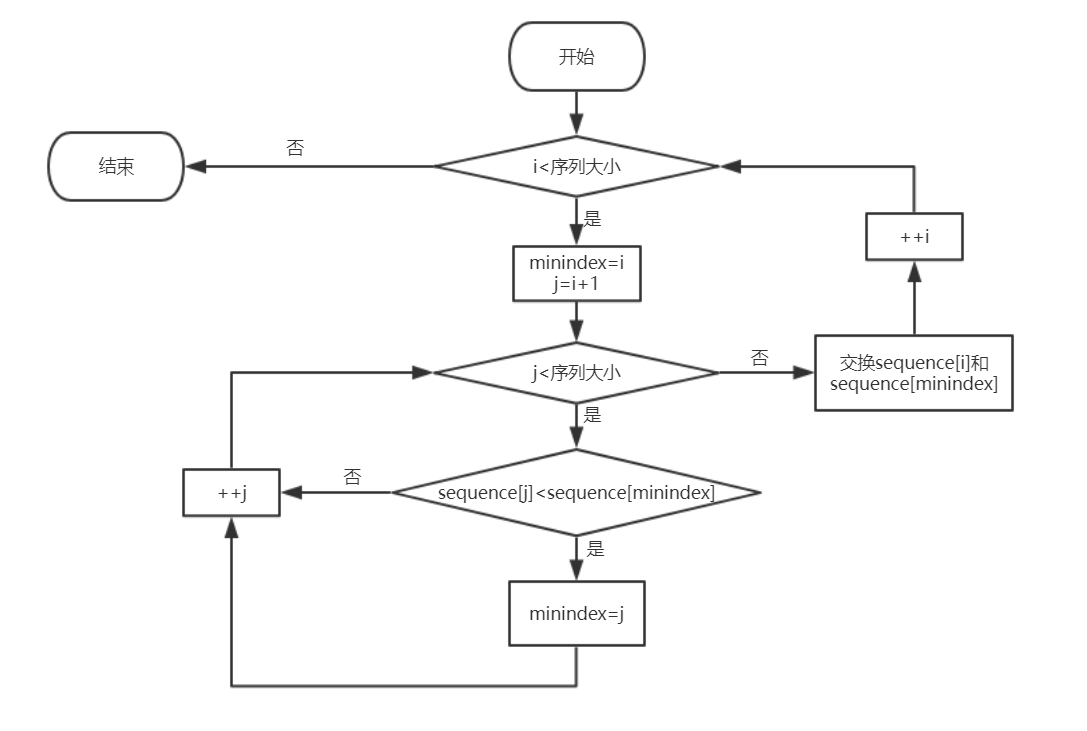 开始
否
结束
i<序列大小
是
++i
minindex=i
j=i+1
j<序列大小
否
交换sequence[i]和
sequence[minindex]
是
++j
否
sequence[j]<sequence[minindex]
是
minindex=j